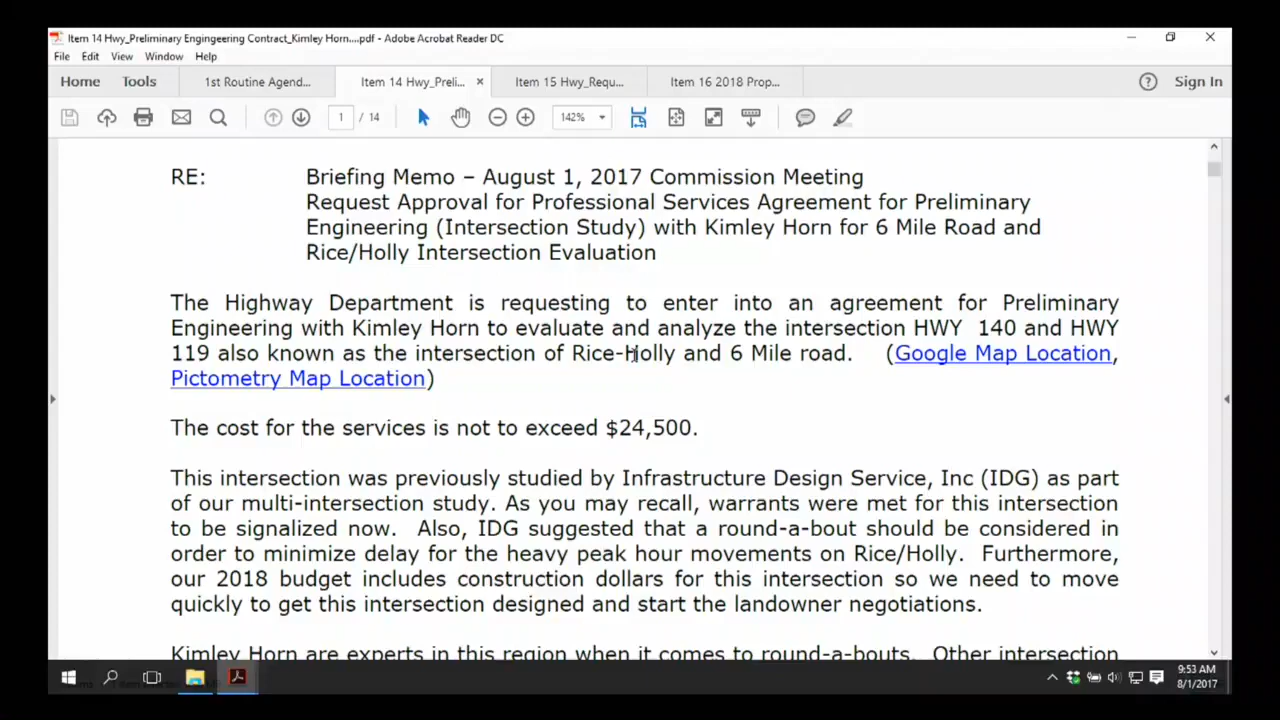 Item 14 Hwy_Preliminary Engingeering Contract_Kimley Horn....pdf - Adobe Acrobat Reader DC
File Edit View Window Help
Home Tools 1st Routine Agend... Item 14 Hwy_Preli... × Item 15 Hwy_Requ... Item 16 2018 Prop... Sign In
1 / 14 142%
RE: Briefing Memo – August 1, 2017 Commission Meeting
Request Approval for Professional Services Agreement for Preliminary
Engineering (Intersection Study) with Kimley Horn for 6 Mile Road and
Rice/Holly Intersection Evaluation
The Highway Department is requesting to enter into an agreement for Preliminary
Engineering with Kimley Horn to evaluate and analyze the intersection HWY 140 and HWY
119 also known as the intersection of Rice-Holly and 6 Mile road. (Google Map Location,
Pictometry Map Location)
The cost for the services is not to exceed $24,500.
This intersection was previously studied by Infrastructure Design Service, Inc (IDG) as part
of our multi-intersection study. As you may recall, warrants were met for this intersection
to be signalized now. Also, IDG suggested that a round-a-bout should be considered in
order to minimize delay for the heavy peak hour movements on Rice/Holly. Furthermore,
our 2018 budget includes construction dollars for this intersection so we need to move
quickly to get this intersection designed and start the landowner negotiations.
Kimley Horn are experts in this region when it comes to round-a-bouts. Other intersection
9:53 AM
8/1/2017